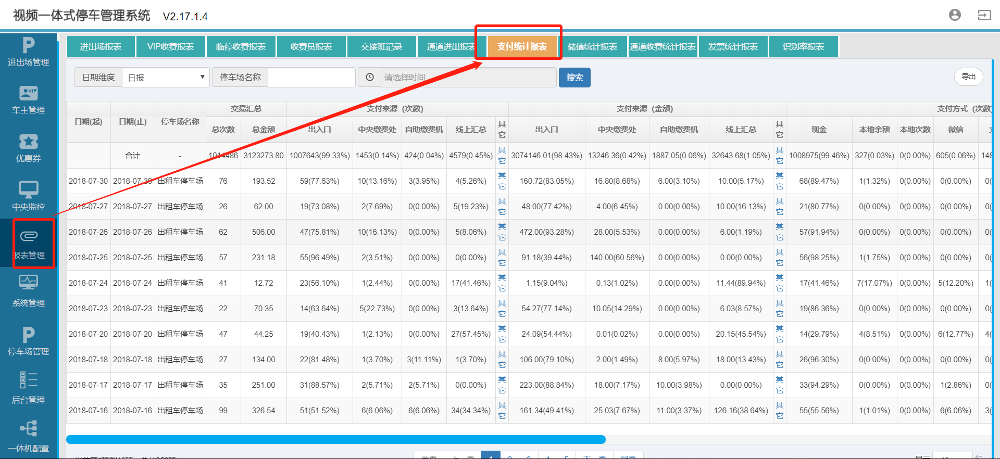 视频一体式停车管理系统 V2.17.1.4
进出场管理
车主管理
优惠券
中央监控
报表管理
系统管理
停车场管理
后台管理
一体机配置
进出场报表 VIP收费报表 临停收费报表 收费员报表 交接班记录 通道进出报表 支付统计报表 储值统计报表 通道收费统计报表 发票统计报表 识别率报表
日期维度 日报 停车场名称 请选择时间 搜索 导出
日期(起) 日期(止) 停车场名称 交易汇总 支付来源 (次数) 支付来源 (金额) 支付方式 (次数)
总次数 总金额 出入口 中央缴费处 自助缴费机 线上汇总 其它 出入口 中央缴费处 自助缴费机 线上汇总 其它 现金 本地余额 本地次数 微信
合计 - 1014486 3123273.80 1007643(99.33%) 1453(0.14%) 424(0.04%) 4579(0.45%) 其它 3074146.01(98.43%) 13246.36(0.42%) 1887.05(0.06%) 32643.68(1.05%) 其它 1008975(99.46%) 327(0.03%) 0(0.00%) 605(0.06%) 148
2018-07-30 2018-07-30 出租车停车场 76 193.52 59(77.63%) 10(13.16%) 3(3.95%) 4(5.26%) 其它 160.72(83.05%) 16.80(8.68%) 6.00(3.10%) 10.00(5.17%) 其它 68(89.47%) 1(1.32%) 0(0.00%) 0(0.00%) 0(
2018-07-27 2018-07-27 出租车停车场 26 62.00 19(73.08%) 2(7.69%) 0(0.00%) 5(19.23%) 其它 48.00(77.42%) 4.00(6.45%) 0.00(0.00%) 10.00(16.13%) 其它 21(80.77%) 0(0.00%) 0(0.00%) 0(0.00%) 0(
2018-07-26 2018-07-26 出租车停车场 62 506.00 47(75.81%) 10(16.13%) 0(0.00%) 5(8.06%) 其它 472.00(93.28%) 28.00(5.53%) 0.00(0.00%) 6.00(1.19%) 其它 57(91.94%) 0(0.00%) 0(0.00%) 0(0.00%) 0(
2018-07-25 2018-07-25 出租车停车场 57 231.18 55(96.49%) 2(3.51%) 0(0.00%) 0(0.00%) 其它 91.18(39.44%) 140.00(60.56%) 0.00(0.00%) 0.00(0.00%) 其它 56(98.25%) 1(1.75%) 0(0.00%) 0(0.00%) 0(
2018-07-24 2018-07-24 出租车停车场 41 12.72 23(56.10%) 1(2.44%) 0(0.00%) 17(41.46%) 其它 1.15(9.04%) 0.13(1.02%) 0.00(0.00%) 11.44(89.94%) 其它 17(41.46%) 7(17.07%) 0(0.00%) 5(12.20%) 1(
2018-07-23 2018-07-23 出租车停车场 22 70.35 14(63.64%) 5(22.73%) 0(0.00%) 3(13.64%) 其它 54.27(77.14%) 10.05(14.29%) 0.00(0.00%) 6.03(8.57%) 其它 19(86.36%) 0(0.00%) 0(0.00%) 0(0.00%) 0(
2018-07-20 2018-07-20 出租车停车场 47 44.25 19(40.43%) 1(2.13%) 0(0.00%) 27(57.45%) 其它 24.09(54.44%) 0.01(0.02%) 0.00(0.00%) 20.15(45.54%) 其它 14(29.79%) 4(8.51%) 0(0.00%) 6(12.77%) 4(
2018-07-18 2018-07-18 出租车停车场 27 134.00 22(81.48%) 1(3.70%) 3(11.11%) 1(3.70%) 其它 106.00(79.10%) 2.00(1.49%) 8.00(5.97%) 18.00(13.43%) 其它 26(96.30%) 0(0.00%) 0(0.00%) 0(0.00%) 0(
2018-07-17 2018-07-17 出租车停车场 35 251.00 31(88.57%) 2(5.71%) 2(5.71%) 0(0.00%) 其它 223.00(88.84%) 18.00(7.17%) 10.00(3.98%) 0.00(0.00%) 其它 33(94.29%) 0(0.00%) 0(0.00%) 1(2.86%) 0(
2018-07-16 2018-07-16 出租车停车场 99 326.54 51(51.52%) 6(6.06%) 6(6.06%) 34(34.34%) 其它 161.34(49.41%) 25.03(7.67%) 11.00(3.37%) 126.16(38.64%) 其它 55(55.56%) 1(1.01%) 0(0.00%) 6(6.06%) 3(
首页 上一页 1 2 3 4 5 下一页 尾页